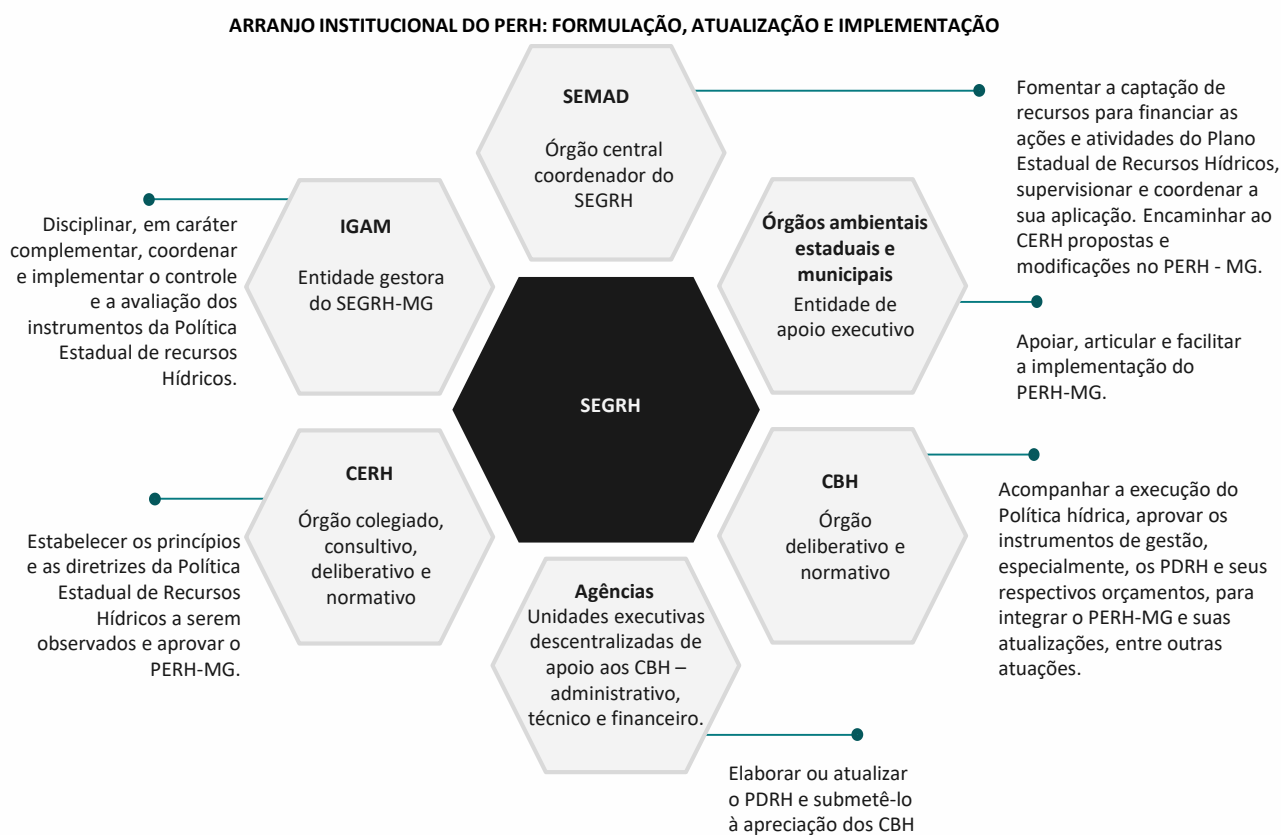 ARRANJO INSTITUCIONAL DO PERH: FORMULAÇÃO, ATUALIZAÇÃO E IMPLEMENTAÇÃO
SEMAD
Órgão central
coordenador do
SEGRH
Fomentar a captação de
recursos para financiar as
ações e atividades do Plano
Estadual de Recursos Hídricos,
supervisionar e coordenar a
sua aplicação. Encaminhar ao
CERH propostas e
modificações no PERH - MG.
IGAM
Entidade gestora
do SEGRH-MG
Disciplinar, em caráter
complementar, coordenar
e implementar o controle
e a avaliação dos
instrumentos da Política
Estadual de recursos
Hídricos.
Órgãos ambientais
estaduais e
municipais
Entidade de
apoio executivo
Apoiar, articular e facilitar
a implementação do
PERH-MG.
SEGRH
CERH
Órgão colegiado,
consultivo,
deliberativo e
normativo
Estabelecer os princípios
e as diretrizes da Política
Estadual de Recursos
Hídricos a serem
observados e aprovar o
PERH-MG.
CBH
Órgão
deliberativo e
normativo
Acompanhar a execução do
Política hídrica, aprovar os
instrumentos de gestão,
especialmente, os PDRH e seus
respectivos orçamentos, para
integrar o PERH-MG e suas
atualizações, entre outras
atuações.
Agências
Unidades executivas
descentralizadas de
apoio aos CBH –
administrativo,
técnico e financeiro.
Elaborar ou atualizar
o PDRH e submetê-lo
à apreciação dos CBH